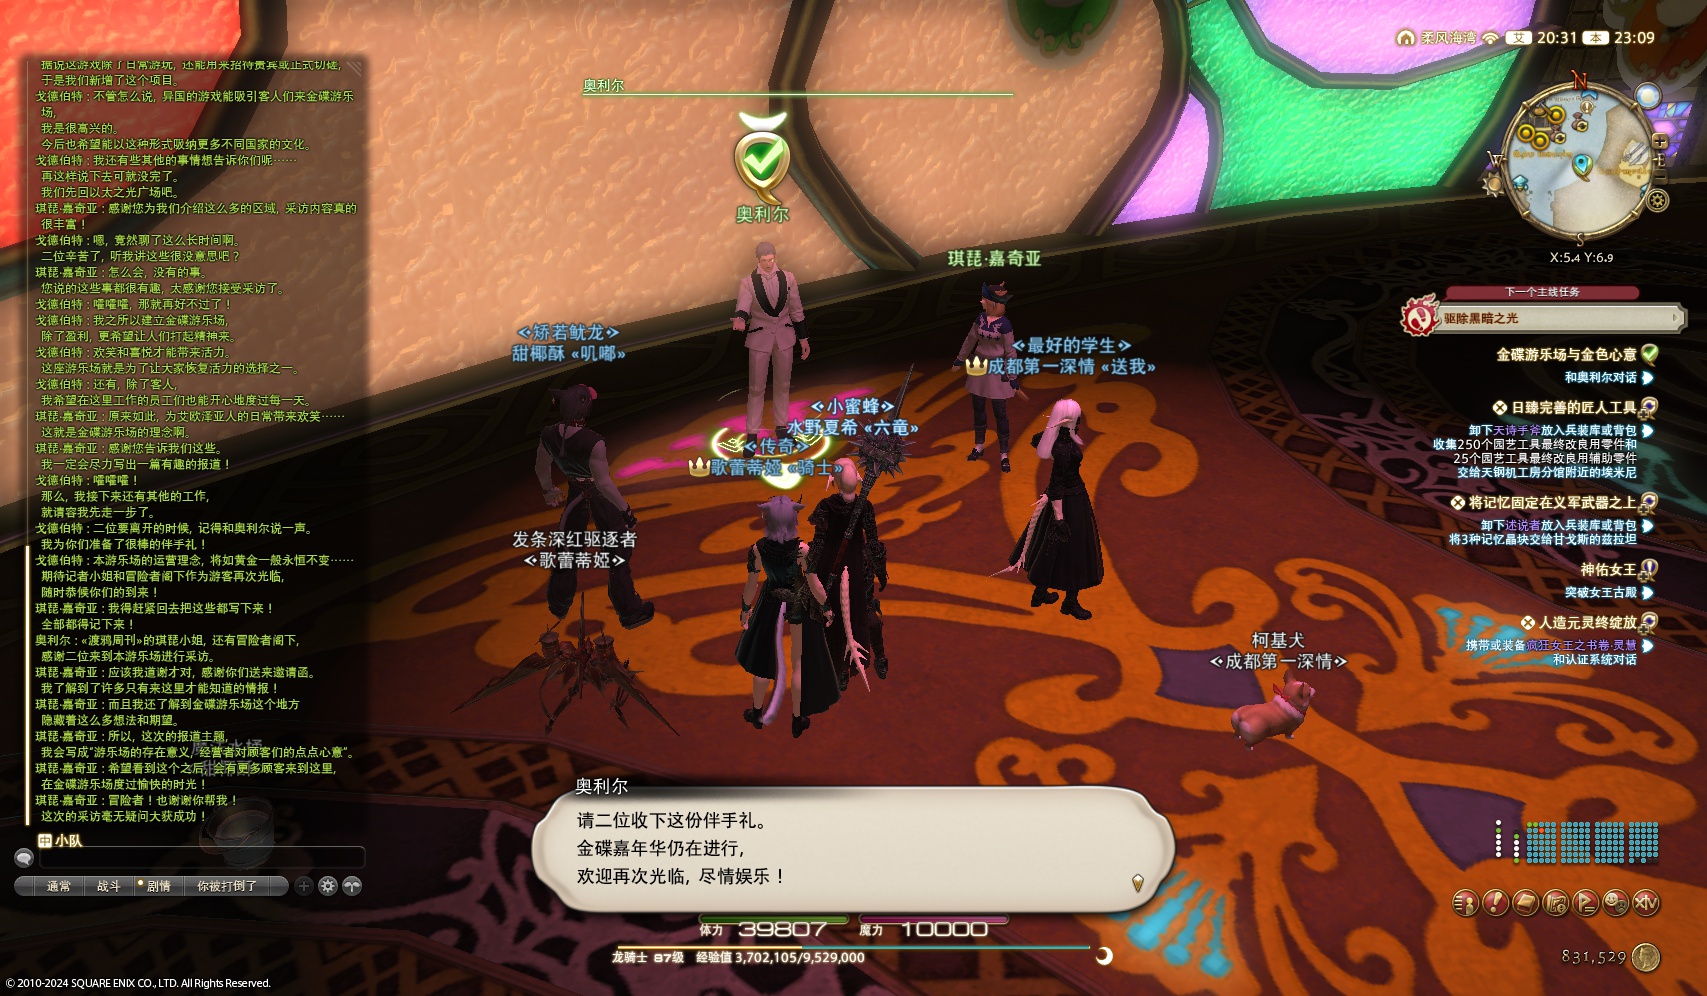 据说这游戏除了日常游玩，还能用来招待贵宾或正式切磋，
于是我们新增了这个项目。
戈德伯特：不管怎么说，异国的游戏能吸引客人们来金碟游乐
场，
我是很高兴的。
今后也希望能以这种形式吸纳更多不同国家的文化。
戈德伯特：我还有些其他的事情想告诉你们呢……
再这样说下去可就没完了。
我们先回以太之光广场吧。
琪琵·嘉奇亚：感谢您为我们介绍这么多的区域，采访内容真的
很丰富！
戈德伯特：嗯，竟然聊了这么长时间啊。
二位辛苦了，听我讲这些很没意思吧？
琪琵·嘉奇亚：怎么会，没有的事。
您说的这些事都很有趣，太感谢您接受采访了。
戈德伯特：嚯嚯嚯，那就再好不过了！
戈德伯特：我之所以建立金碟游乐场，
除了盈利，更希望让人们打起精神来。
戈德伯特：欢笑和喜悦才能带来活力。
这座游乐场就是为了让大家恢复活力的选择之一。
戈德伯特：还有，除了客人，
我希望在这里工作的员工们也能开心地度过每一天。
琪琵·嘉奇亚：原来如此，为艾欧泽亚人的日常带来欢笑……
这就是金碟游乐场的理念啊。
琪琵·嘉奇亚：感谢您告诉我们这些。
我一定会尽力写出一篇有趣的报道！
戈德伯特：嚯嚯嚯！
那么，我接下来还有其他的工作，
就请容我先走一步了。
戈德伯特：二位要离开的时候，记得和奥利尔说一声。
我为你们准备了很棒的伴手礼！
戈德伯特：本游乐场的运营理念，将如黄金一般永恒不变……
期待记者小姐和冒险者阁下作为游客再次光临，
随时恭候你们的到来！
琪琵·嘉奇亚：我得赶紧回去把这些都写下来！
全部都得记下来！
奥利尔：«渡鸦周刊»的琪琵小姐，还有冒险者阁下，
感谢二位来到本游乐场进行采访。
琪琵·嘉奇亚：应该我道谢才对，感谢你们送来邀请函。
我了解到了许多只有来这里才能知道的情报！
琪琵·嘉奇亚：而且我还了解到金碟游乐场这个地方
隐藏着这么多想法和期望。
琪琵·嘉奇亚：所以，这次的报道主题，
我会写成“游乐场的存在意义，经营者对顾客们的点点心意”。
琪琵·嘉奇亚：希望看到这个之后，会有更多顾客来到这里，
在金碟游乐场度过愉快的时光！
琪琵·嘉奇亚：冒险者！也谢谢你帮我！
这次的采访毫无疑问大获成功！
小队
通常 战斗 剧情 你被打倒了
© 2010-2024 SQUARE ENIX CO., LTD. All Rights Reserved.
奥利尔
奥利尔
琪琵·嘉奇亚
<矫若鱿龙>
甜椰酥 «叽嘟»
<最好的学生>
成都第一深情 «送我»
<小蜜蜂>
水野夏希 «六竜»
<传奇>
歌蕾蒂娅 «骑士»
发条深红驱逐者
<歌蕾蒂娅>
柯基犬
<成都第一深情>
奥利尔
请二位收下这份伴手礼。
金碟嘉年华仍在进行，
欢迎再次光临，尽情娱乐！
体力 39807 魔力 10000
龙骑士 87级 经验值 3,702,105/9,529,000
柔风海湾 艾 20:31 本 23:09
N
W
E
S
X:5.4 Y:6.9
下一个主线任务
驱除黑暗之光
金碟游乐场与金色心意
和奥利尔对话
日臻完善的匠人工具
卸下天诗手斧放入兵装库或背包
收集250个园艺工具最终改良用零件和
25个园艺工具最终改良用辅助零件
交给天钢机工房分馆附近的埃米尼
将记忆固定在义军武器之上
卸下述说者放入兵装库或背包
将3种记忆晶块交给甘戈斯的兹拉坦
神佑女王
突破女王古殿
人造元灵终绽放
携带或装备疯狂女王之书卷·灵慧
和认证系统对话
XIV
831,529